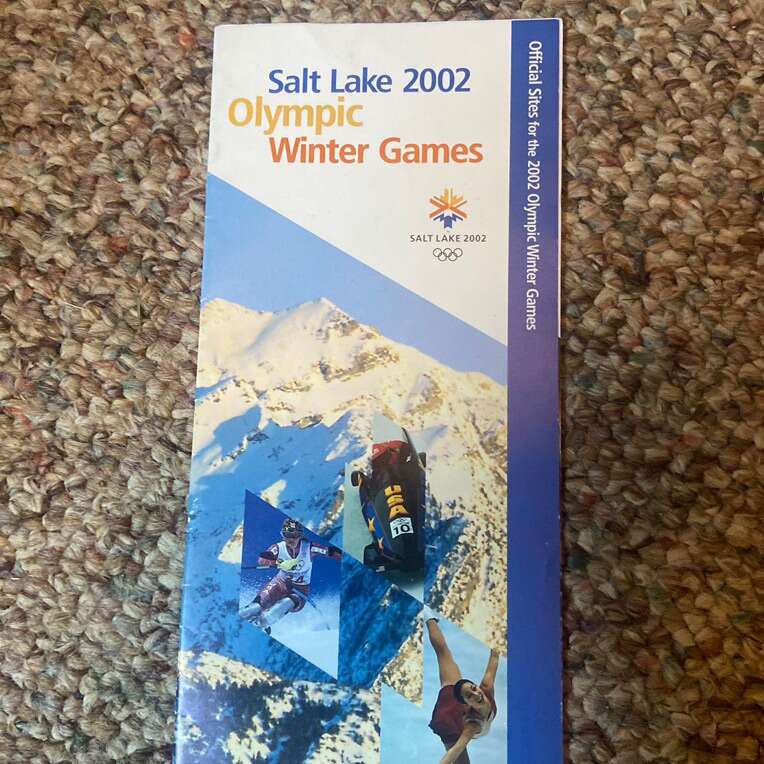 Salt Lake 2002
Olympic
Winter Games
SALT LAKE 2002
Official Sites for the 2002 Olympic Winter Games
USA
10